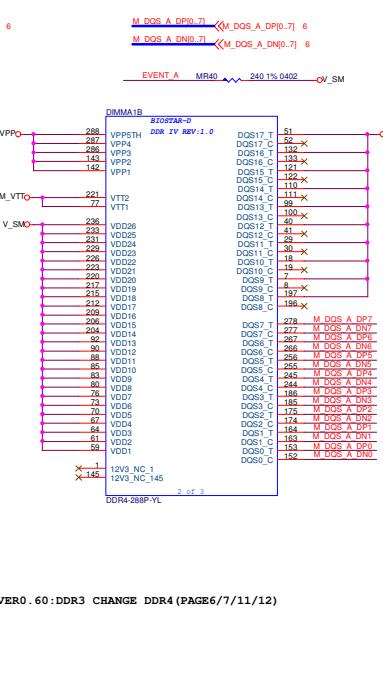 M_DQS_A_DP[0..7] M_DQS_A_DP[0..7] 6
6
M_DQS_A_DN[0..7] M_DQS_A_DN[0..7] 6
EVENT_A MR40 240 1% 0402 V_SM
DIMMA1B
BIOSTAR-D
DDR IV REV:1.0
VPP 288 VPP5TH DQS17_T 51
287 VPP4 DQS17_C 52
286 VPP3 DQS16_T 132
143 VPP2 DQS16_C 133
142 VPP1 DQS15_T 121
DQS15_C 122
DQS14_T 110
M_VTT 221 VTT2 DQS14_C 111
77 VTT1 DQS13_T 99
DQS13_C 100
V_SM 236 VDD26 DQS12_T 40
233 VDD25 DQS12_C 41
231 VDD24 DQS11_T 29
229 VDD23 DQS11_C 30
226 VDD22 DQS10_T 18
223 VDD21 DQS10_C 19
220 VDD20 DQS9_T 7
217 VDD19 DQS9_C 8
215 VDD18 DQS8_T 197
212 VDD17 DQS8_C 196
209 VDD16
206 VDD15 DQS7_T 278 M_DQS_A_DP7
204 VDD14 DQS7_C 277 M_DQS_A_DN7
92 VDD13 DQS6_T 267 M_DQS_A_DP6
90 VDD12 DQS6_C 266 M_DQS_A_DN6
88 VDD11 DQS5_T 256 M_DQS_A_DP5
85 VDD10 DQS5_C 255 M_DQS_A_DN5
83 VDD9 DQS4_T 245 M_DQS_A_DP4
80 VDD8 DQS4_C 244 M_DQS_A_DN4
76 VDD7 DQS3_T 186 M_DQS_A_DP3
73 VDD6 DQS3_C 185 M_DQS_A_DN3
70 VDD5 DQS2_T 175 M_DQS_A_DP2
67 VDD4 DQS2_C 174 M_DQS_A_DN2
64 VDD3 DQS1_T 164 M_DQS_A_DP1
61 VDD2 DQS1_C 163 M_DQS_A_DN1
59 VDD1 DQS0_T 153 M_DQS_A_DP0
DQS0_C 152 M_DQS_A_DN0
1 12V3_NC_1
145 12V3_NC_145
2 of 3
DDR4-288P-YL
VER0.60:DDR3 CHANGE DDR4(PAGE6/7/11/12)